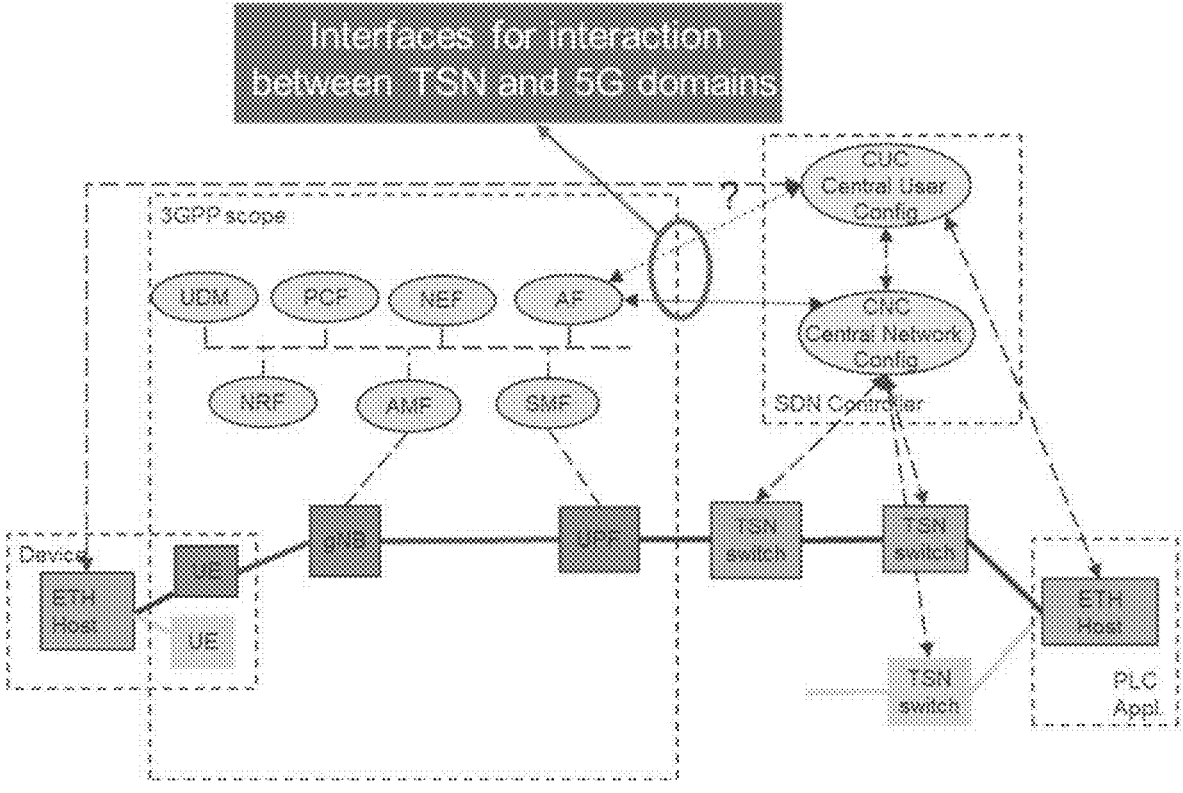 Interfaces for interaction
between TSN and 5G domains
CUC
Central User
Config
?
3GPP scope
UDM
PCF
NEF
AF
CNC
Central Network
Config
NRF
AMF
SMF
SDN Controller
gNB
UPF
TSN
switch
TSN
switch
Device
UE
ETH
Host
ETH
Host
UE
TSN
switch
PLC
Appl.